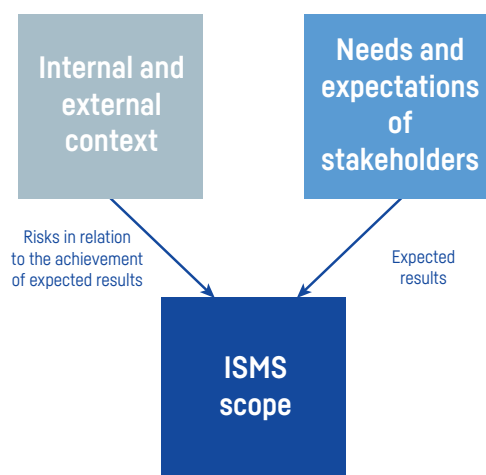 Internal and
external
context
Needs and
expectations
of
stakeholders
Risks in relation
to the achievement
of expected results
Expected
results
ISMS
scope